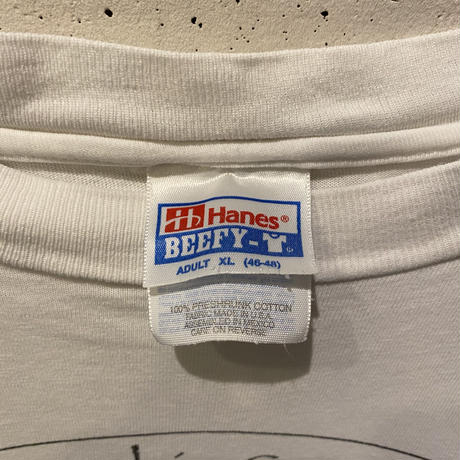 Hanes®
BEEFY-T
ADULT XL (46-48)
100% PRESHRUNK COTTON
FABRIC MADE IN U.S.A.
ASSEMBLED IN MEXICO
CARE ON REVERSE